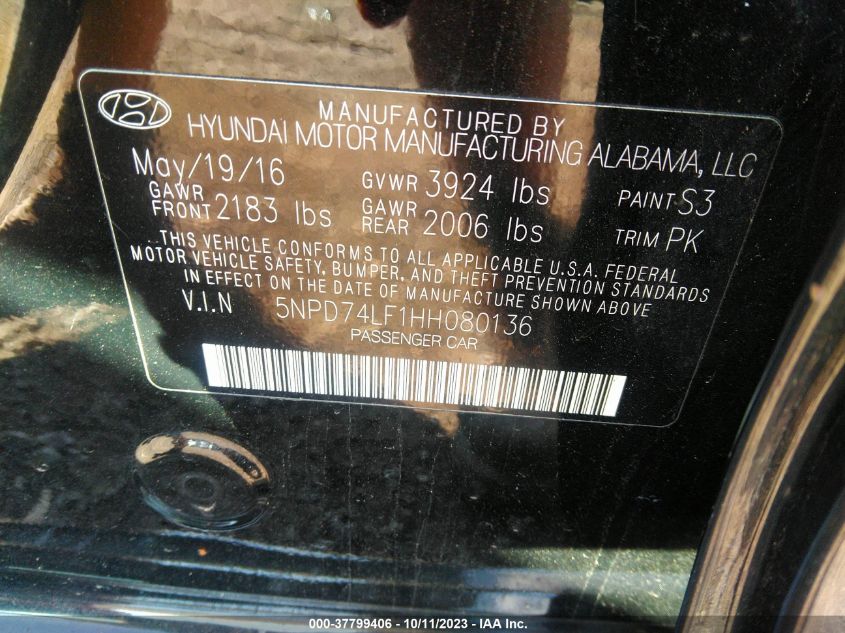 MANUFACTURED BY
HYUNDAI MOTOR MANUFACTURING ALABAMA, LLC
May/19/16 GVWR 3924 lbs PAINT S3
GAWR FRONT 2183 lbs GAWR REAR 2006 lbs TRIM PK
THIS VEHICLE CONFORMS TO ALL APPLICABLE U.S.A. FEDERAL
MOTOR VEHICLE SAFETY, BUMPER, AND THEFT PREVENTION STANDARDS
IN EFFECT ON THE DATE OF MANUFACTURE SHOWN ABOVE.
V.I.N 5NPD74LF1HH080136
PASSENGER CAR
000-37799406 - 10/11/2023 - IAA Inc.